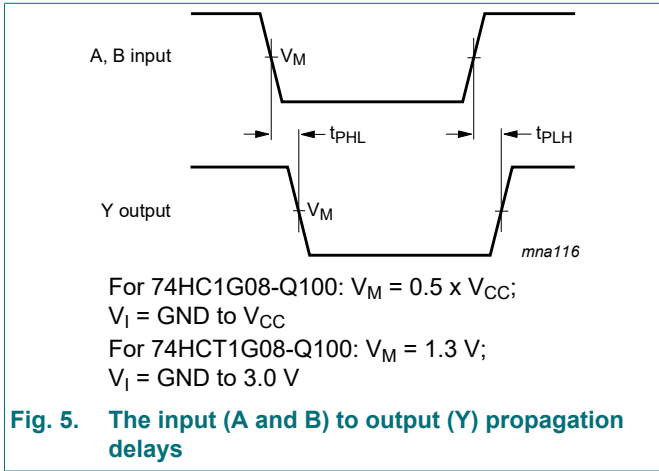 A, B input
VM
tPHL
tPLH
Y output
VM
mna116
For 74HC1G08-Q100: VM = 0.5 x VCC;
VI = GND to VCC
For 74HCT1G08-Q100: VM = 1.3 V;
VI = GND to 3.0 V
Fig. 5. The input (A and B) to output (Y) propagation
delays